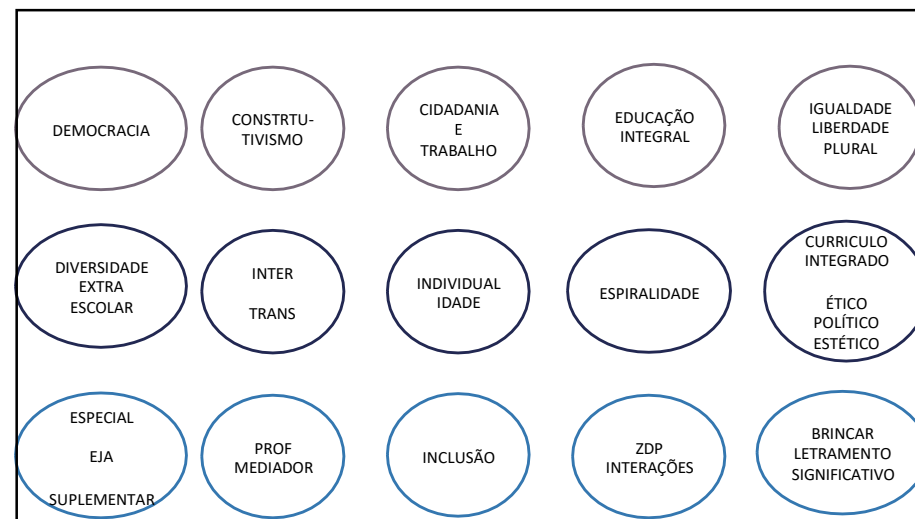 DEMOCRACIA
CONSTRTU-
TIVISMO
CIDADANIA
E
TRABALHO
EDUCAÇÃO
INTEGRAL
IGUALDADE
LIBERDADE
PLURAL
DIVERSIDADE
EXTRA
ESCOLAR
INTER
TRANS
INDIVIDUAL
IDADE
ESPIRALIDADE
CURRICULO
INTEGRADO
ÉTICO
POLÍTICO
ESTÉTICO
ESPECIAL
EJA
SUPLEMENTAR
PROF
MEDIADOR
INCLUSÃO
ZDP
INTERAÇÕES
BRINCAR
LETRAMENTO
SIGNIFICATIVO